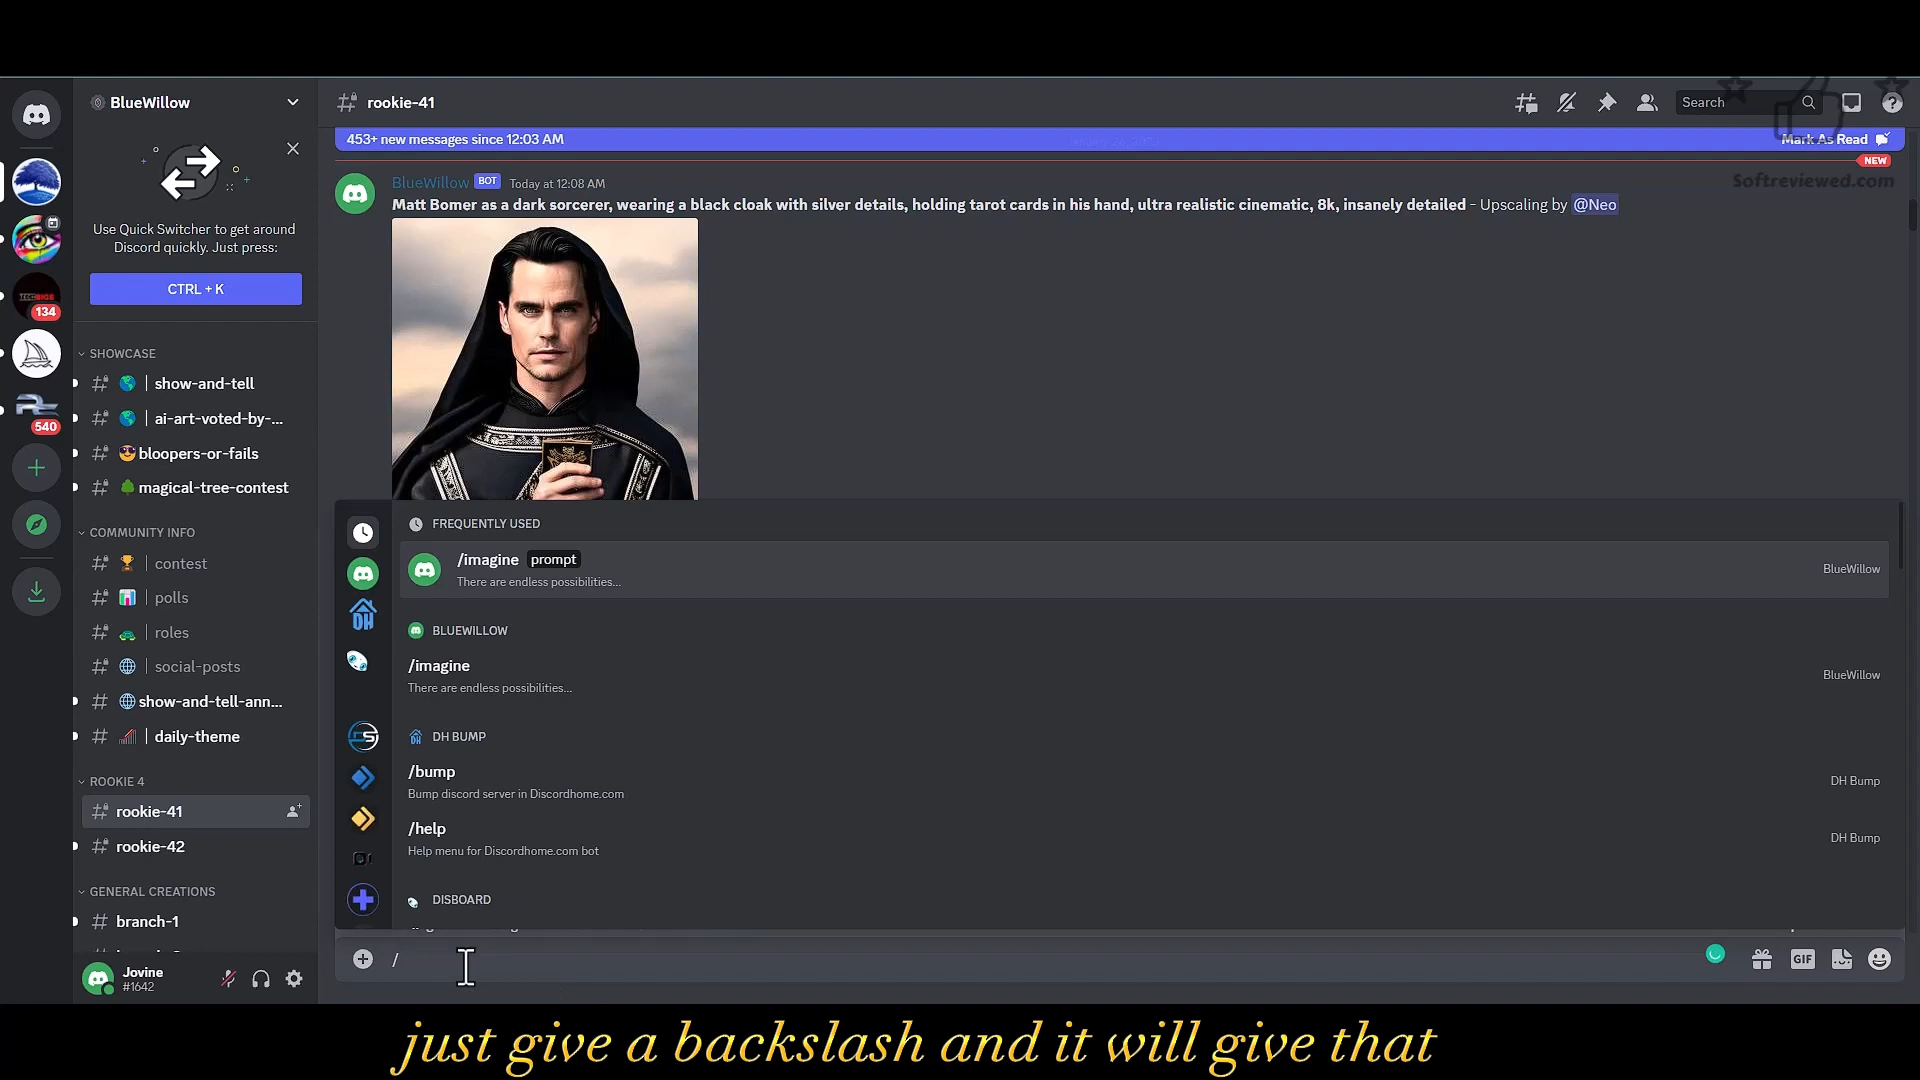 BlueWillow
rookie-41
Search
453+ new messages since 12:03 AM
Mark As Read
NEW
Softreviewed.com
Use Quick Switcher to get around
Discord quickly. Just press:
CTRL + K
BlueWillow BOT Today at 12:08 AM
Matt Bomer as a dark sorcerer, wearing a black cloak with silver details, holding tarot cards in his hand, ultra realistic cinematic, 8k, insanely detailed - Upscaling by @Neo
134
540
SHOWCASE
show-and-tell
ai-art-voted-by-...
bloopers-or-fails
magical-tree-contest
COMMUNITY INFO
contest
polls
roles
social-posts
show-and-tell-ann...
daily-theme
ROOKIE 4
rookie-41
rookie-42
GENERAL CREATIONS
branch-1
Jovine
#1642
FREQUENTLY USED
/imagine prompt
There are endless possibilities...
BlueWillow
BLUEWILLOW
/imagine
There are endless possibilities...
BlueWillow
DH BUMP
/bump
Bump discord server in Discordhome.com
DH Bump
/help
Help menu for Discordhome.com bot
DH Bump
DISBOARD
/
GIF
just give a backslash and it will give that